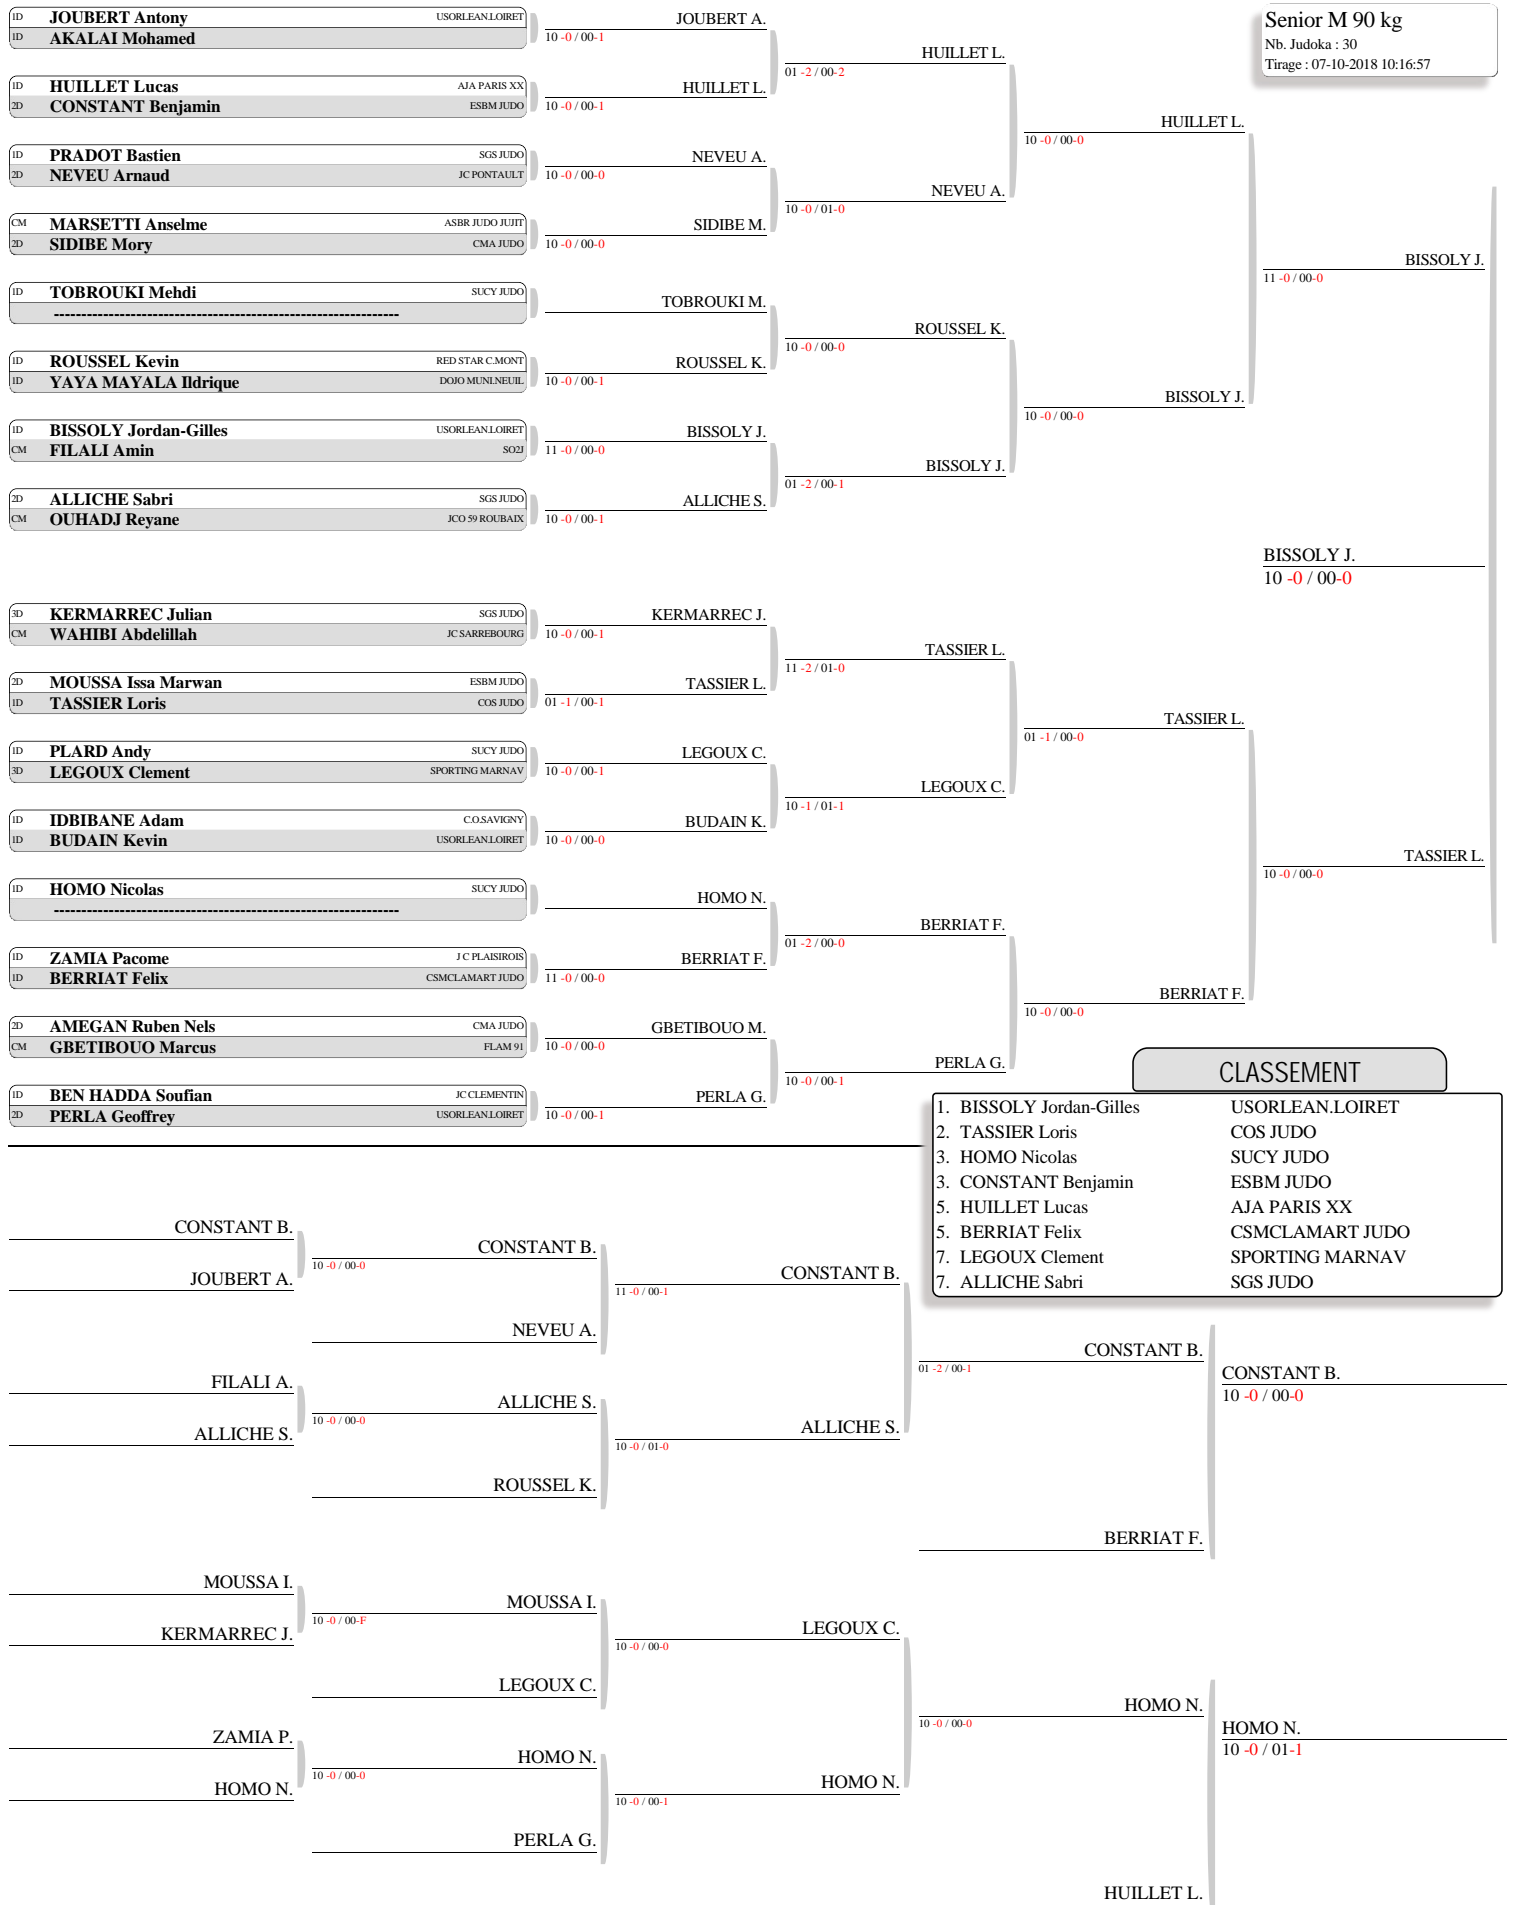 Senior M 90 kg
Nb. Judoka : 30
Tirage : 07-10-2018 10:16:57
1D JOUBERT Antony USORLEAN.LOIRET
1D AKALAI Mohamed
1D HUILLET Lucas AJA PARIS XX
2D CONSTANT Benjamin ESBM JUDO
1D PRADOT Bastien SGS JUDO
2D NEVEU Arnaud JC PONTAULT
CM MARSETTI Anselme ASBR JUDO JUJIT
2D SIDIBE Mory CMA JUDO
1D TOBROUKI Mehdi SUCY JUDO
----------------------------------------------------------------
1D ROUSSEL Kevin RED STAR C.MONT
1D YAYA MAYALA Ildrique DOJO MUNI.NEUIL
1D BISSOLY Jordan-Gilles USORLEAN.LOIRET
CM FILALI Amin SO2J
2D ALLICHE Sabri SGS JUDO
CM OUHADJ Reyane JCO 59 ROUBAIX
3D KERMARREC Julian SGS JUDO
CM WAHIBI Abdelillah JC SARREBOURG
2D MOUSSA Issa Marwan ESBM JUDO
1D TASSIER Loris COS JUDO
1D PLARD Andy SUCY JUDO
3D LEGOUX Clement SPORTING MARNAV
1D IDBIBANE Adam C.O.SAVIGNY
1D BUDAIN Kevin USORLEAN.LOIRET
1D HOMO Nicolas SUCY JUDO
----------------------------------------------------------------
1D ZAMIA Pacome J C PLAISIROIS
1D BERRIAT Felix CSMCLAMART JUDO
2D AMEGAN Ruben Nels CMA JUDO
CM GBETIBOUO Marcus FLAM 91
1D BEN HADDA Soufian JC CLEMENTIN
2D PERLA Geoffrey USORLEAN.LOIRET
JOUBERT A.
10 -0 / 00-1
HUILLET L.
10 -0 / 00-1
NEVEU A.
10 -0 / 00-0
SIDIBE M.
10 -0 / 00-0
TOBROUKI M.
ROUSSEL K.
10 -0 / 00-1
BISSOLY J.
11 -0 / 00-0
ALLICHE S.
10 -0 / 00-1
KERMARREC J.
10 -0 / 00-1
TASSIER L.
01 -1 / 00-1
LEGOUX C.
10 -0 / 00-1
BUDAIN K.
10 -0 / 00-0
HOMO N.
BERRIAT F.
11 -0 / 00-0
GBETIBOUO M.
10 -0 / 00-0
PERLA G.
10 -0 / 00-1
HUILLET L.
01 -2 / 00-2
NEVEU A.
10 -0 / 01-0
ROUSSEL K.
10 -0 / 00-0
BISSOLY J.
01 -2 / 00-1
TASSIER L.
11 -2 / 01-0
LEGOUX C.
10 -1 / 01-1
BERRIAT F.
01 -2 / 00-0
PERLA G.
10 -0 / 00-1
HUILLET L.
10 -0 / 00-0
BISSOLY J.
10 -0 / 00-0
TASSIER L.
01 -1 / 00-0
BERRIAT F.
10 -0 / 00-0
BISSOLY J.
11 -0 / 00-0
TASSIER L.
10 -0 / 00-0
BISSOLY J.
10 -0 / 00-0
CLASSEMENT
1. BISSOLY Jordan-Gilles USORLEAN.LOIRET
2. TASSIER Loris COS JUDO
3. HOMO Nicolas SUCY JUDO
3. CONSTANT Benjamin ESBM JUDO
5. HUILLET Lucas AJA PARIS XX
5. BERRIAT Felix CSMCLAMART JUDO
7. LEGOUX Clement SPORTING MARNAV
7. ALLICHE Sabri SGS JUDO
CONSTANT B.
JOUBERT A.
FILALI A.
ALLICHE S.
MOUSSA I.
KERMARREC J.
ZAMIA P.
HOMO N.
CONSTANT B.
10 -0 / 00-0
NEVEU A.
ALLICHE S.
10 -0 / 00-0
ROUSSEL K.
MOUSSA I.
10 -0 / 00-F
LEGOUX C.
HOMO N.
10 -0 / 00-0
PERLA G.
CONSTANT B.
11 -0 / 00-1
ALLICHE S.
10 -0 / 01-0
LEGOUX C.
10 -0 / 00-0
HOMO N.
10 -0 / 00-1
CONSTANT B.
01 -2 / 00-1
BERRIAT F.
HOMO N.
10 -0 / 00-0
HUILLET L.
CONSTANT B.
10 -0 / 00-0
HOMO N.
10 -0 / 01-1